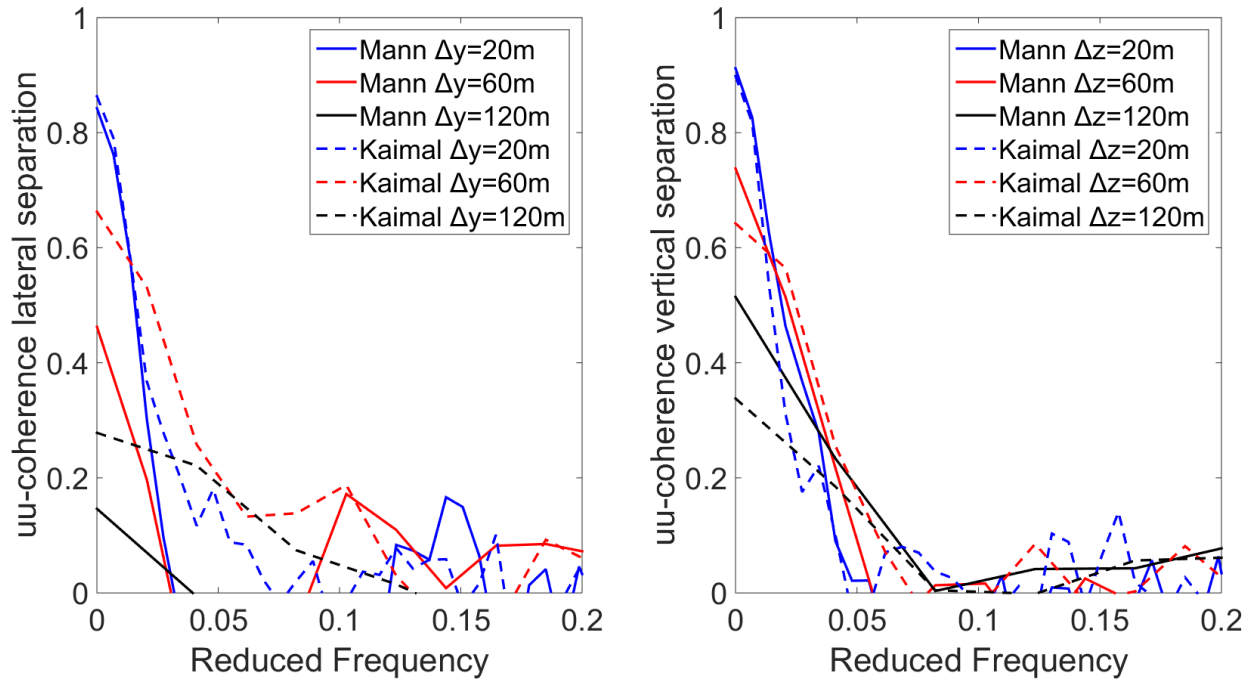 uu-coherence lateral separation
1
0.8
0.6
0.4
0.2
0
0
0.05
0.1
0.15
0.2
Reduced Frequency
Mann Δy=20m
Mann Δy=60m
Mann Δy=120m
Kaimal Δy=20m
Kaimal Δy=60m
Kaimal Δy=120m
uu-coherence vertical separation
1
0.8
0.6
0.4
0.2
0
0
0.05
0.1
0.15
0.2
Reduced Frequency
Mann Δz=20m
Mann Δz=60m
Mann Δz=120m
Kaimal Δz=20m
Kaimal Δz=60m
Kaimal Δz=120m